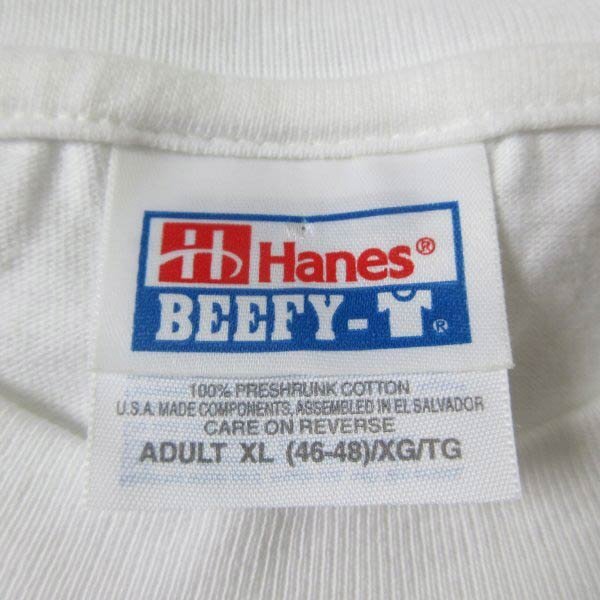 Hanes®
BEEFY-T®
100% PRESHRUNK COTTON
U.S.A. MADE COMPONENTS, ASSEMBLED IN EL SALVADOR
CARE ON REVERSE
ADULT XL (46-48)/XG/TG